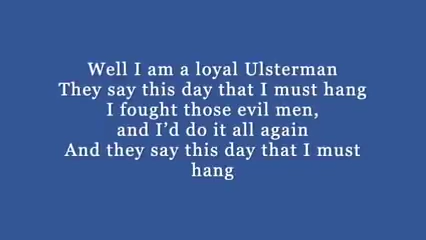 Well I am a loyal Ulsterman
They say this day that I must hang
I fought those evil men,
and I’d do it all again
And they say this day that I must
hang